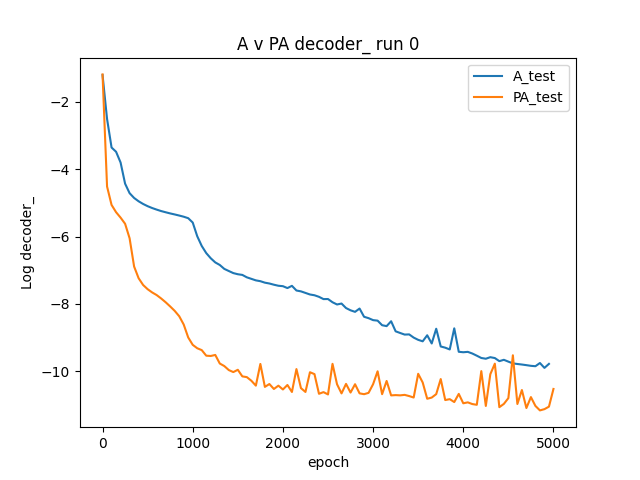 A v PA decoder_ run 0
A_test
PA_test
Log decoder_
−2
−4
−6
−8
−10
0
1000
2000
3000
4000
5000
epoch